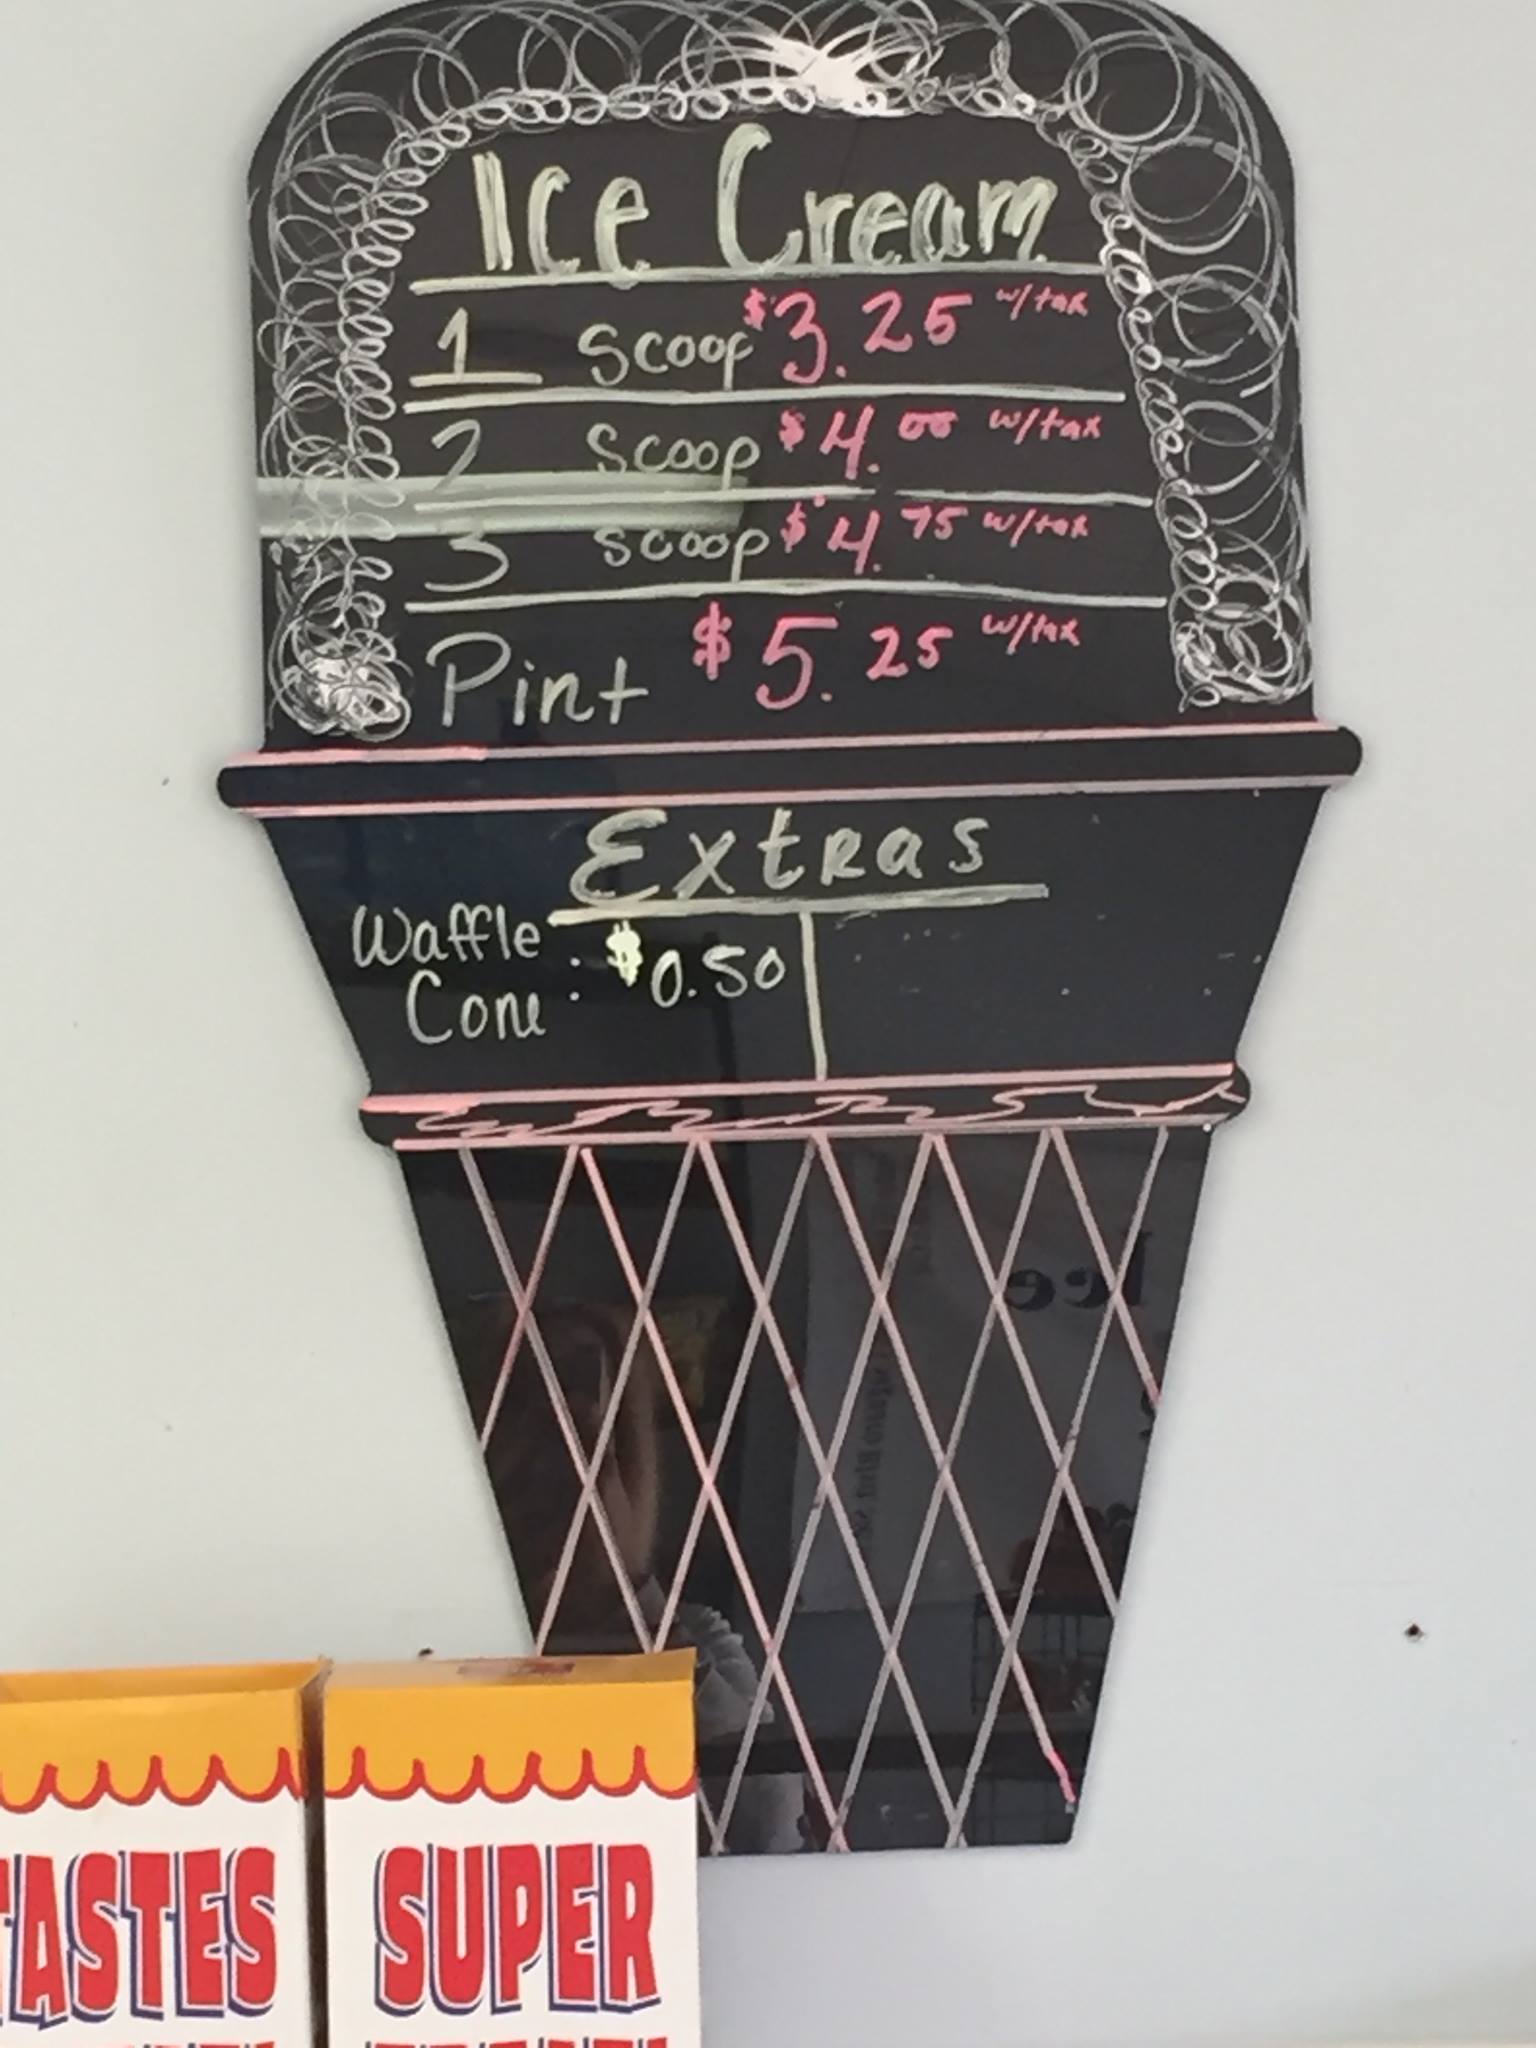 Ice Cream
1 Scoop $3.25 w/tax
2 Scoop $4.00 w/tax
3 Scoop $4.75 w/tax
Pint $5.25 w/tax
Extras
Waffle
Cone : $0.50
TASTES
SUPER